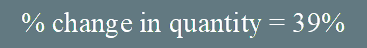 % change in quantity = 39%